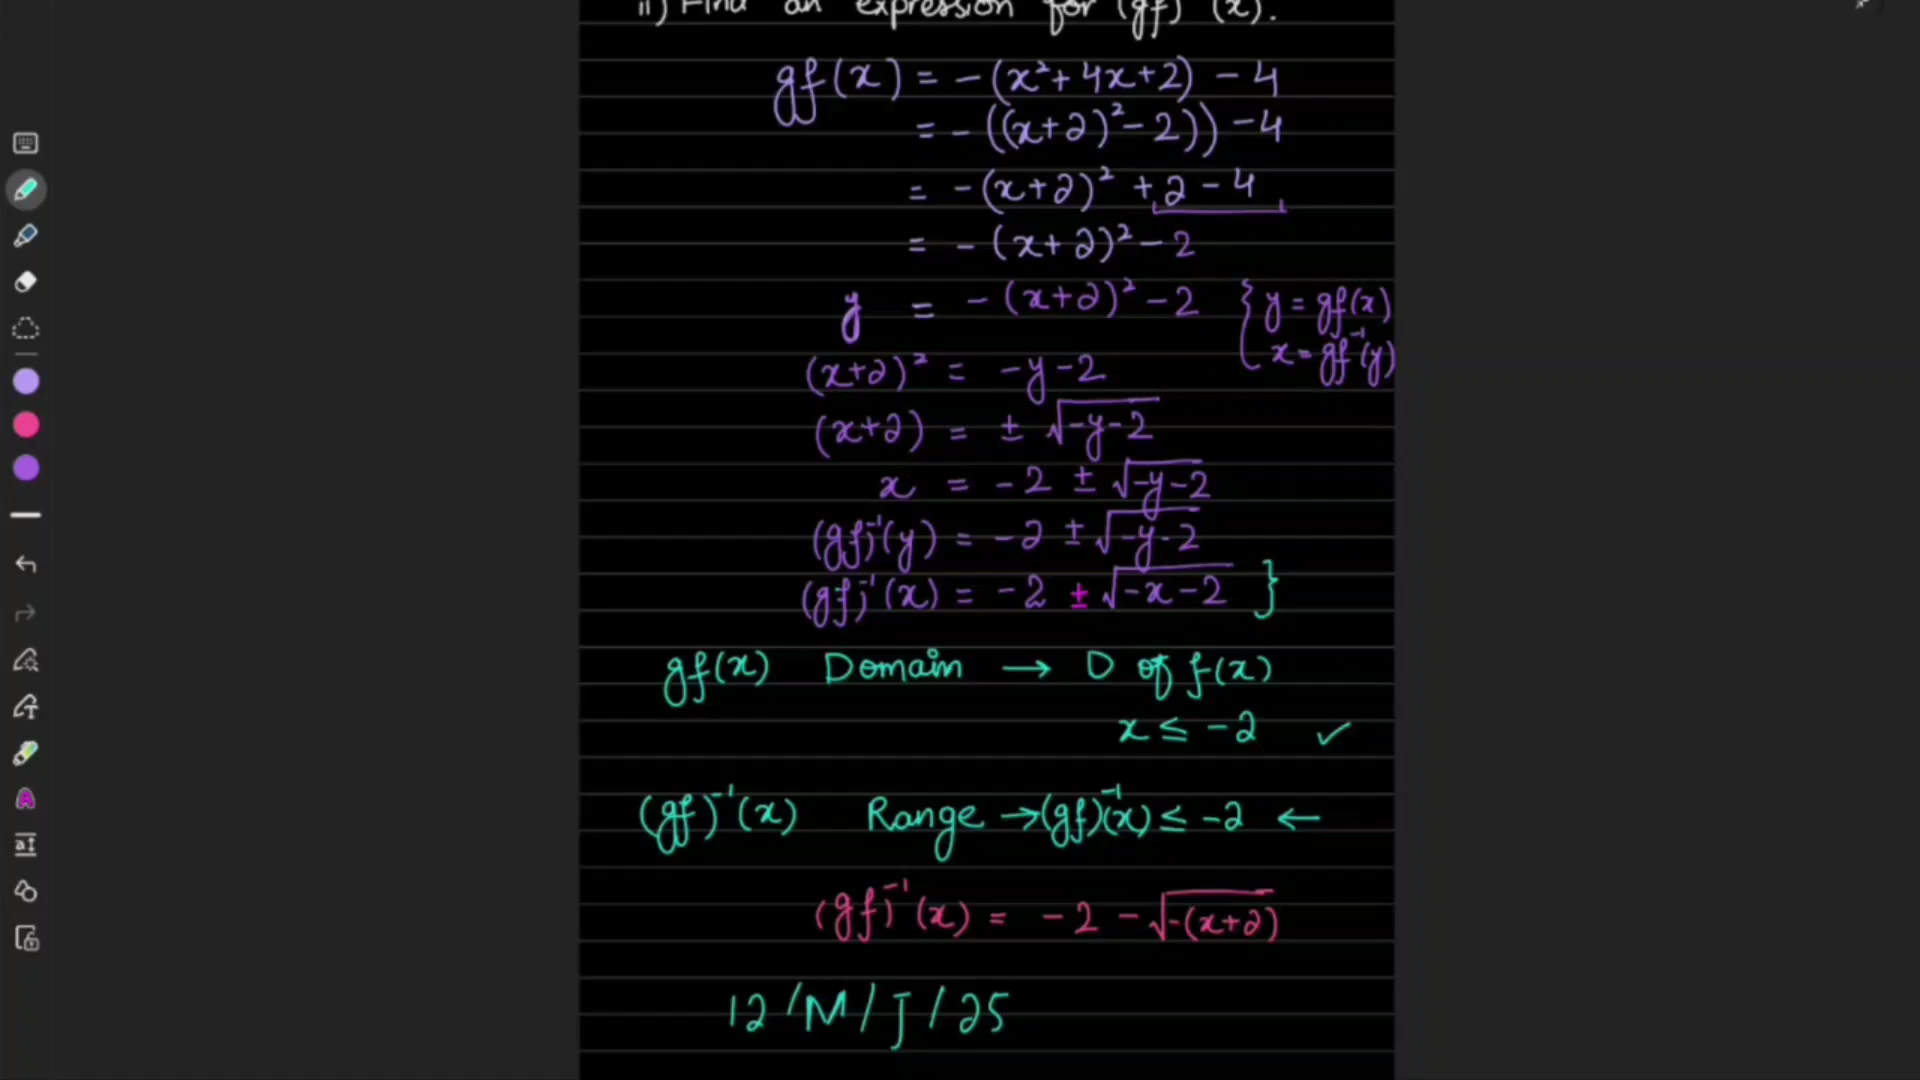 ii) Find an expression for (gf) (x).
gf(x) = -(x²+4x+2) - 4
= -((x+2)²-2)) - 4
= -(x+2)² + 2 - 4
= -(x+2)² - 2
y = -(x+2)² - 2 { y = gf(x)
x = gf⁻¹(y)
(x+2)² = -y-2
(x+2) = ± √-y-2
x = -2 ± √-y-2
(gf)⁻¹(y) = -2 ± √-y-2
(gf)⁻¹(x) = -2 ± √-x-2 }
gf(x) Domain → D of f(x)
x ≤ -2 ✓
(gf)⁻¹(x) Range → (gf)⁻¹(x) ≤ -2 ←
(gf)⁻¹(x) = -2 - √-(x+2)
12/M/J/25